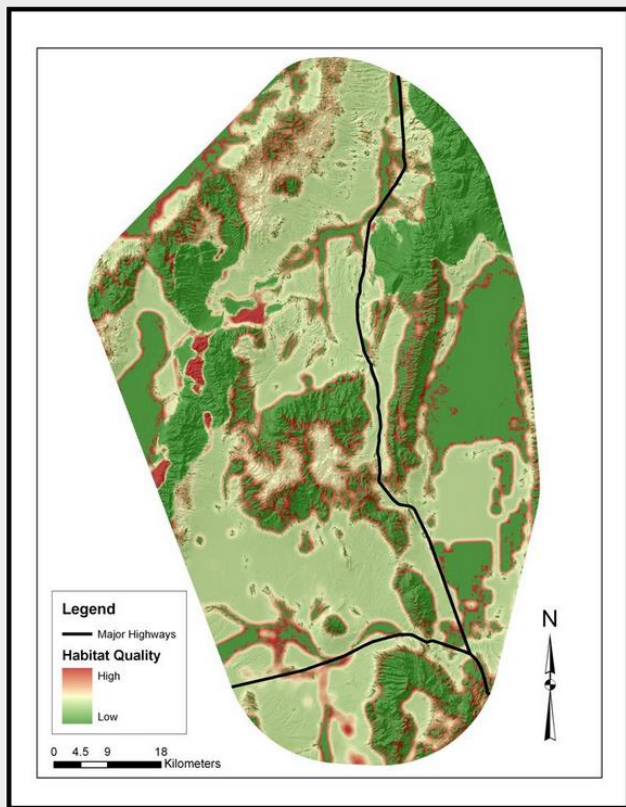 N
Legend
Major Highways
Habitat Quality
High
Low
0 4.5 9 18
Kilometers